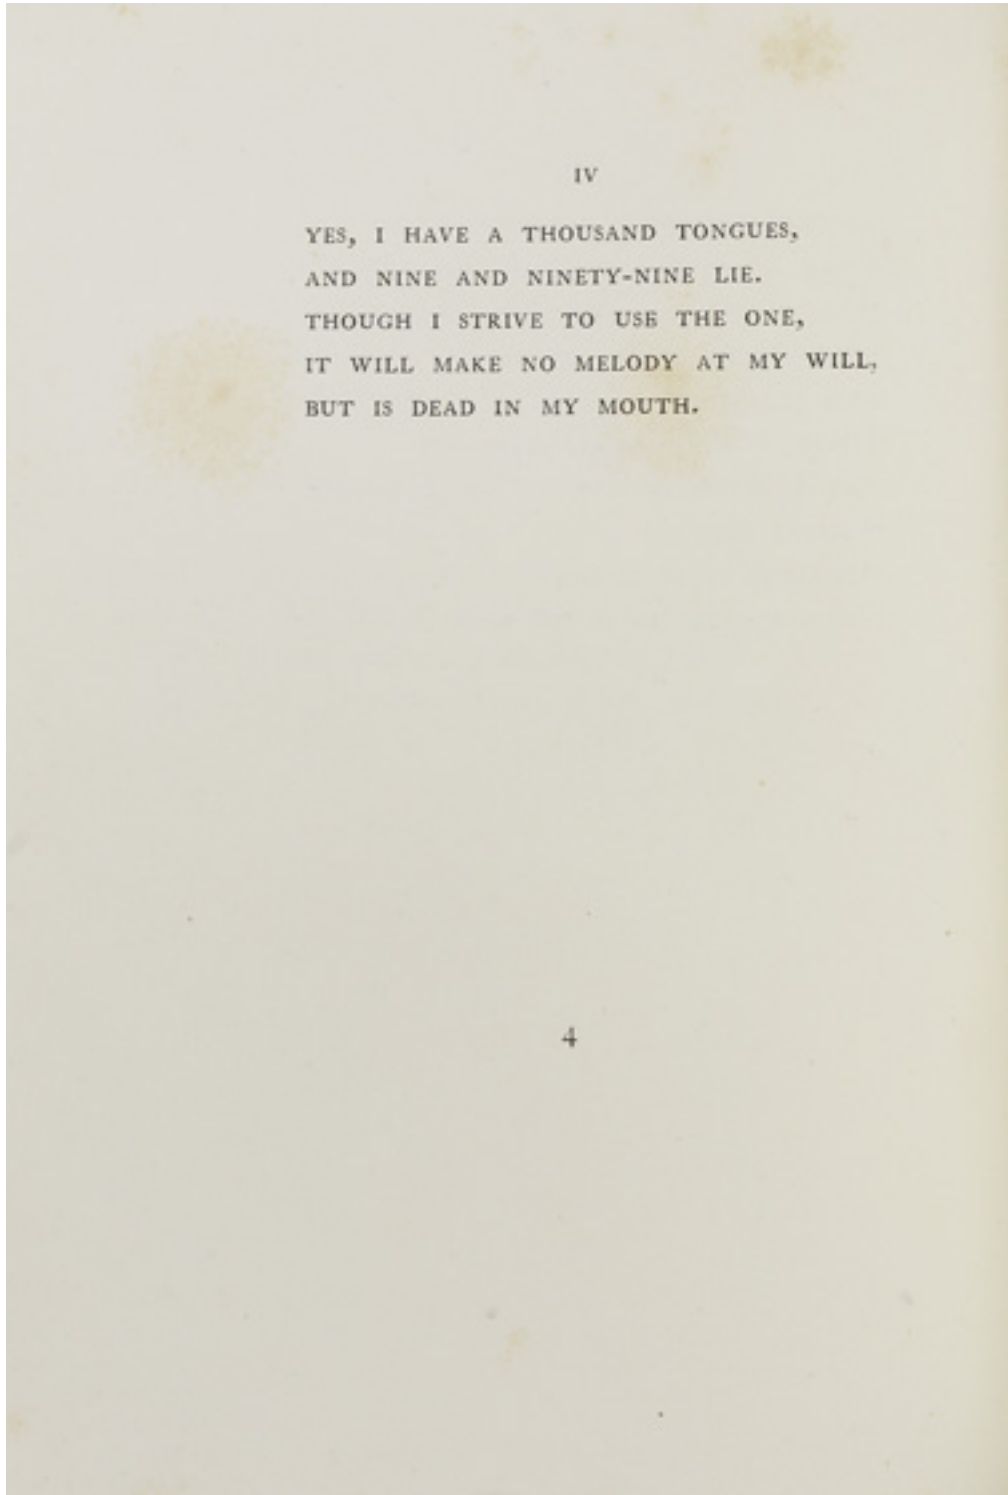 IV
YES, I HAVE A THOUSAND TONGUES,
AND NINE AND NINETY-NINE LIE.
THOUGH I STRIVE TO USE THE ONE,
IT WILL MAKE NO MELODY AT MY WILL,
BUT IS DEAD IN MY MOUTH.
4